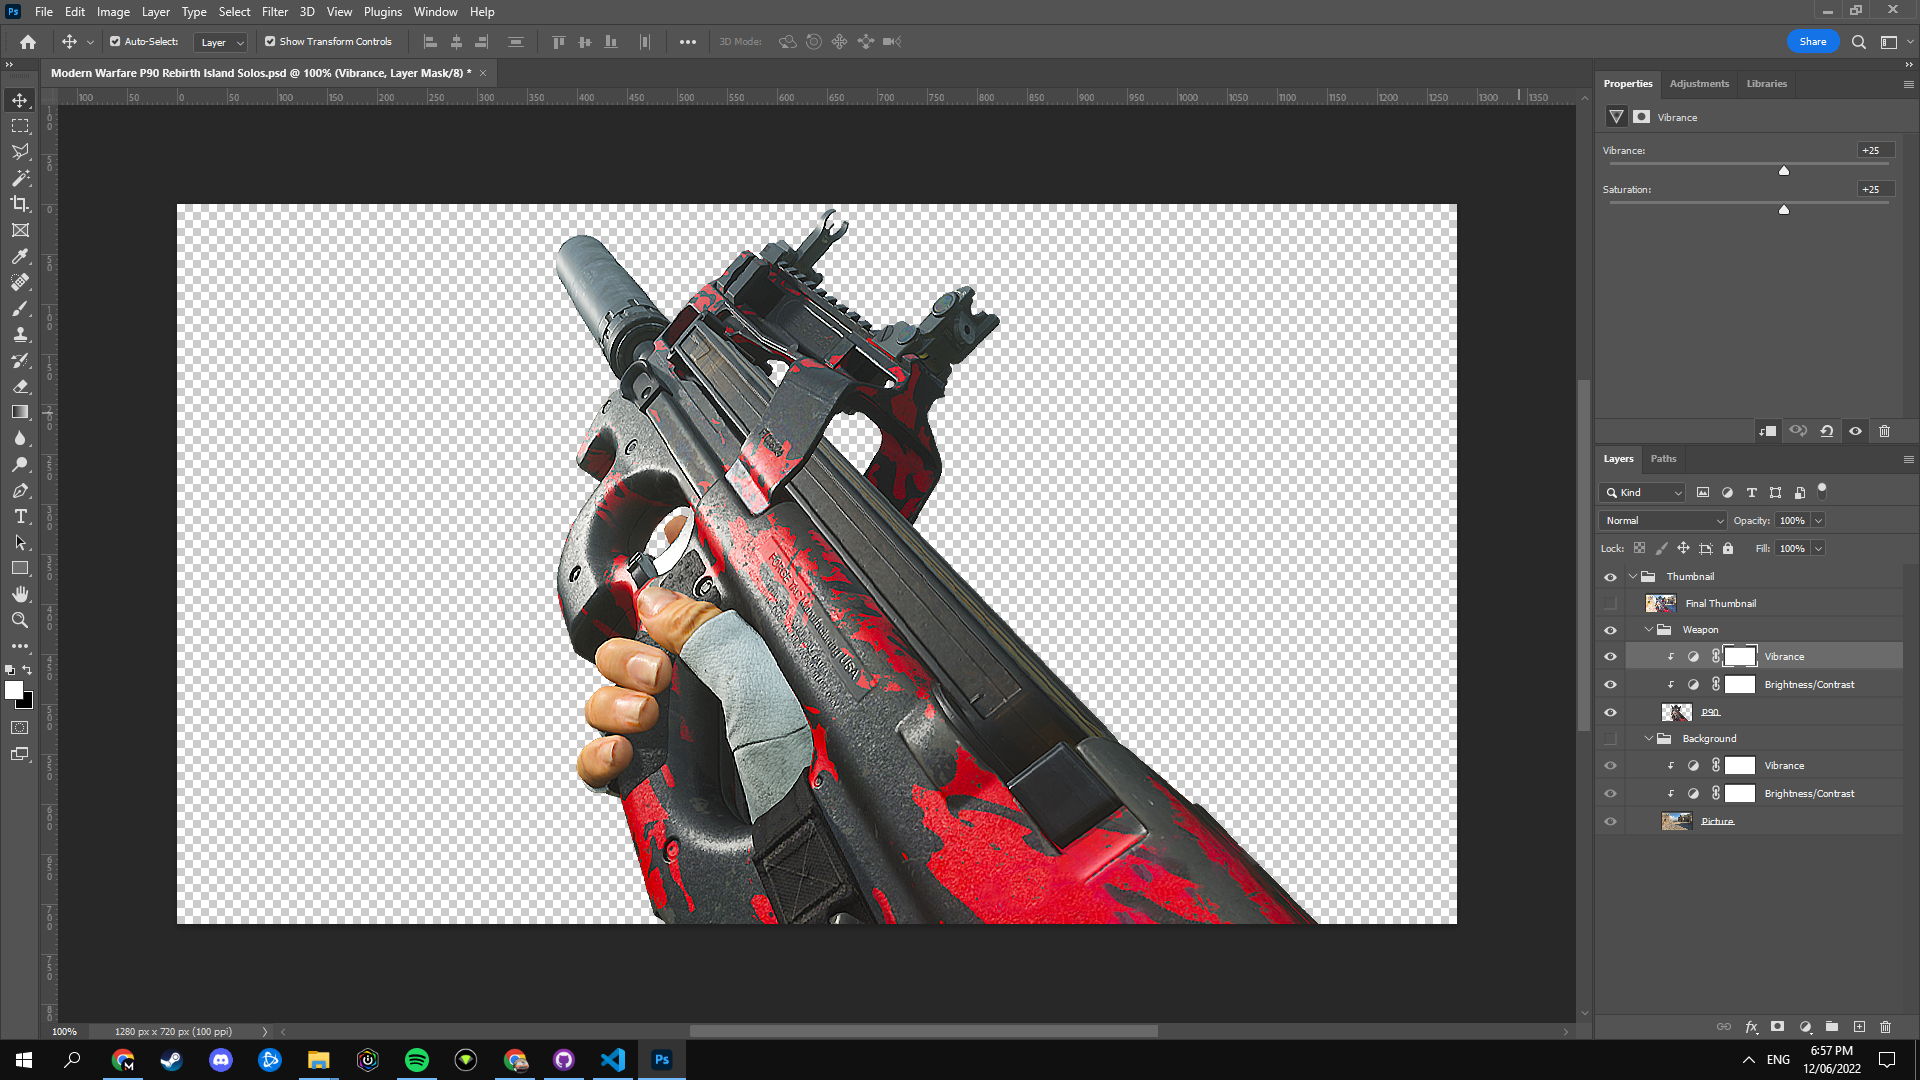 Ps File Edit Image Layer Type Select Filter 3D View Plugins Window Help
Auto-Select: Layer Show Transform Controls 3D Mode: Share
Modern Warfare P90 Rebirth Island Solos.psd @ 100% (Vibrance, Layer Mask/8) *
100 50 0 50 100 150 200 250 300 350 400 450 500 550 600 650 700 750 800 850 900 950 1000 1050 1100 1150 1200 1250 1300 1350
Properties Adjustments Libraries
Vibrance
Vibrance: +25
Saturation: +25
Layers Paths
Kind
Normal Opacity: 100%
Lock: Fill: 100%
Thumbnail
Final Thumbnail
Weapon
Vibrance
Brightness/Contrast
P90
Background
Vibrance
Brightness/Contrast
Picture
FORGE TAC
USA
100% 1280 px x 720 px (100 ppi)
fx
M Ps ENG 6:57 PM
12/06/2022